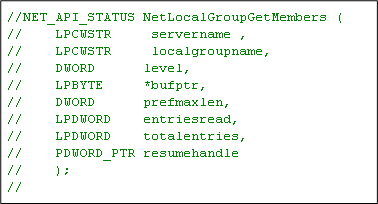 //NET_API_STATUS NetLocalGroupGetMembers (
//    LPCWSTR     servername ,
//    LPCWSTR     localgroupname,
//    DWORD      level,
//    LPBYTE     *bufptr,
//    DWORD      prefmaxlen,
//    LPDWORD    entriesread,
//    LPDWORD    totalentries,
//    PDWORD_PTR resumehandle
//    );
//